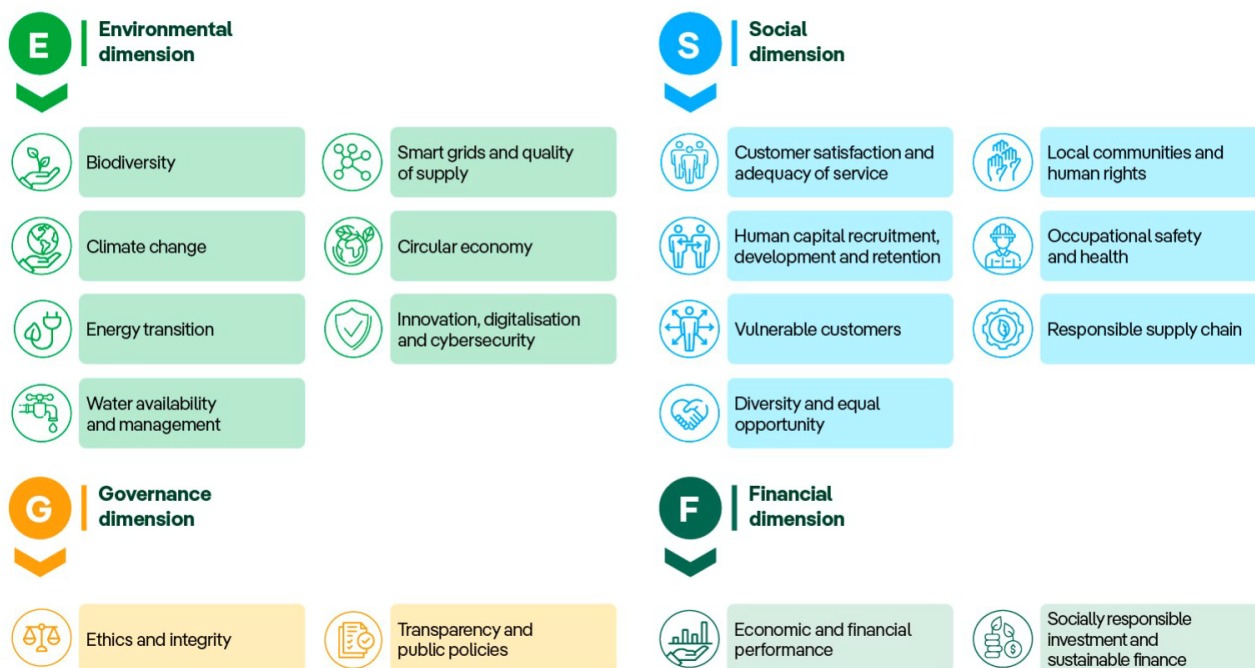 E
Environmental
dimension
Biodiversity
Smart grids and quality
of supply
Climate change
Circular economy
Energy transition
Innovation, digitalisation
and cybersecurity
Water availability
and management
S
Social
dimension
Customer satisfaction and
adequacy of service
Local communities and
human rights
Human capital recruitment,
development and retention
Occupational safety
and health
Vulnerable customers
Responsible supply chain
Diversity and equal
opportunity
G
Governance
dimension
Ethics and integrity
Transparency and
public policies
F
Financial
dimension
Economic and financial
performance
Socially responsible
investment and
sustainable finance
$